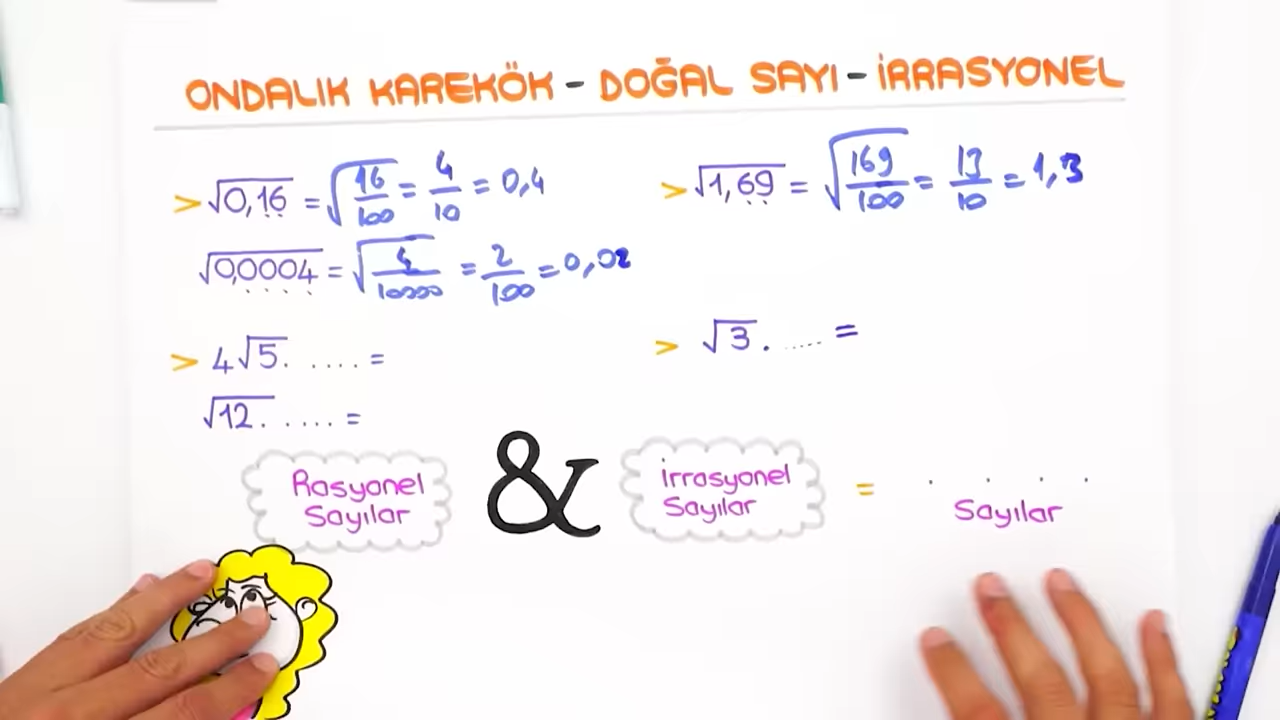 ONDALIK KAREKÖK - DOĞAL SAYI - İRRASYONEL
> √0,16 = √16/100 = 4/10 = 0,4
> √1,69 = √169/100 = 13/10 = 1,3
√0,0004 = √4/10000 = 2/100 = 0,02
> 4√5. ..... =
> √3. ..... =
√12. ..... =
Rasyonel
Sayılar
&
İrrasyonel
Sayılar
= . . . .
Sayılar